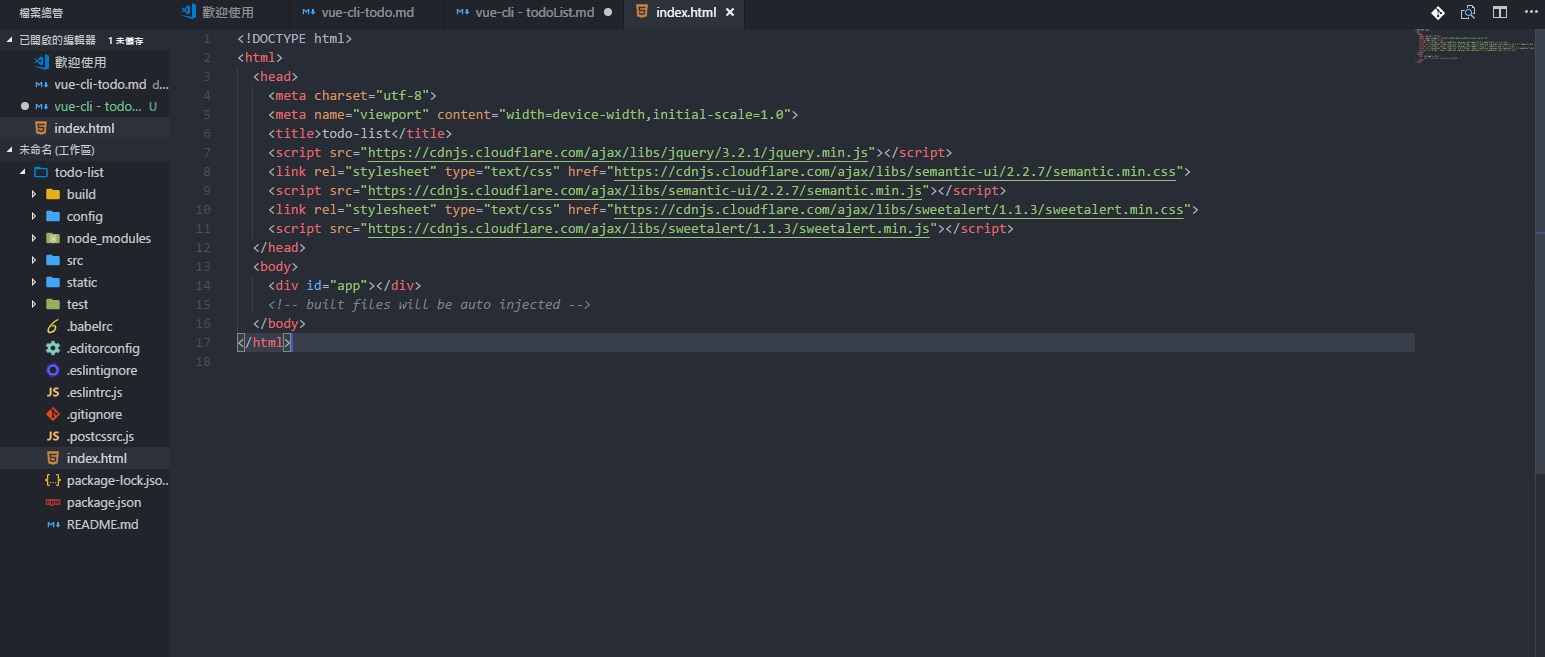 檔案總管
已開啟的編輯器 1 未儲存
歡迎使用
vue-cli-todo.md d...
vue-cli - todo... U
index.html
未命名 (工作區)
todo-list
build
config
node_modules
src
static
test
.babelrc
.editorconfig
.eslintignore
JS .eslintrc.js
.gitignore
JS .postcssrc.js
index.html
{..} package-lock.jso..
package.json
README.md
歡迎使用
vue-cli-todo.md
vue-cli - todoList.md
index.html
1 <!DOCTYPE html>
2 <html>
3 <head>
4 <meta charset="utf-8">
5 <meta name="viewport" content="width=device-width,initial-scale=1.0">
6 <title>todo-list</title>
7 <script src="https://cdnjs.cloudflare.com/ajax/libs/jquery/3.2.1/jquery.min.js"></script>
8 <link rel="stylesheet" type="text/css" href="https://cdnjs.cloudflare.com/ajax/libs/semantic-ui/2.2.7/semantic.min.css">
9 <script src="https://cdnjs.cloudflare.com/ajax/libs/semantic-ui/2.2.7/semantic.min.js"></script>
10 <link rel="stylesheet" type="text/css" href="https://cdnjs.cloudflare.com/ajax/libs/sweetalert/1.1.3/sweetalert.min.css">
11 <script src="https://cdnjs.cloudflare.com/ajax/libs/sweetalert/1.1.3/sweetalert.min.js"></script>
12 </head>
13 <body>
14 <div id="app"></div>
15 <!-- built files will be auto injected -->
16 </body>
17 </html>
18